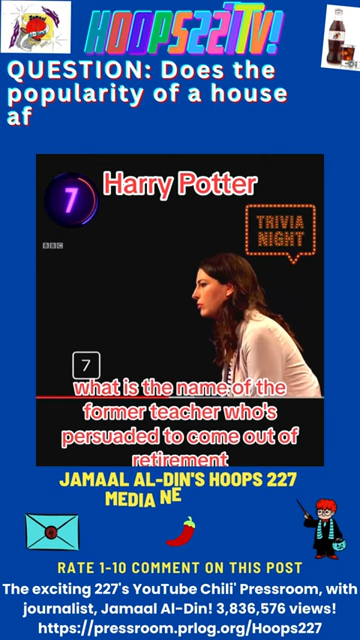 HOOPS227TV!
QUESTION: Does the
popularity of a house
af
7
Harry Potter
TRIVIA
NIGHT
BBC
7
what is the name of the
former teacher who's
persuaded to come out of
retirement
JAMAAL AL-DIN'S HOOPS 227
MEDIA NE
RATE 1-10 COMMENT ON THIS POST
The exciting 227's YouTube Chili' Pressroom, with
journalist, Jamaal Al-Din! 3,836,576 views!
https://pressroom.prlog.org/Hoops227